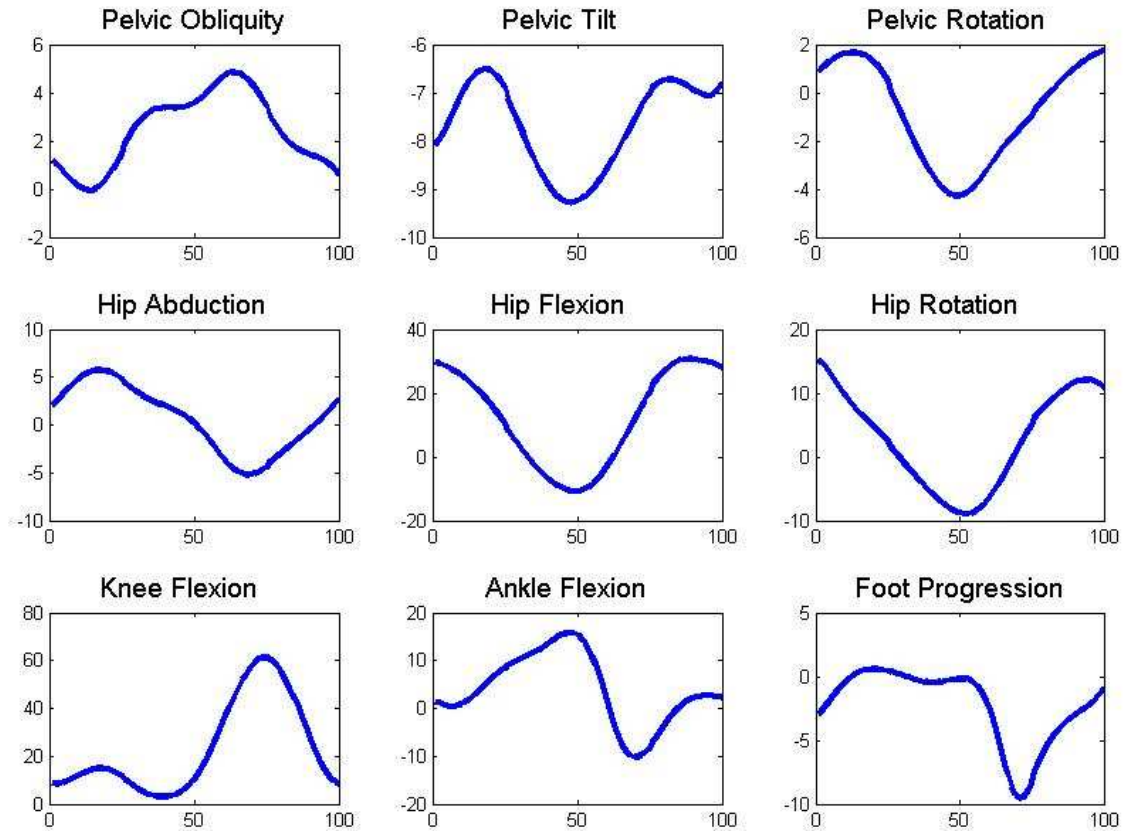 Pelvic Obliquity
6
4
2
0
-2
0 50 100
Pelvic Tilt
-6
-7
-8
-9
-10
0 50 100
Pelvic Rotation
2
0
-2
-4
-6
0 50 100
Hip Abduction
10
5
0
-5
-10
0 50 100
Hip Flexion
40
20
0
-20
0 50 100
Hip Rotation
20
10
0
-10
0 50 100
Knee Flexion
80
60
40
20
0
0 50 100
Ankle Flexion
20
10
0
-10
-20
0 50 100
Foot Progression
5
0
-5
-10
0 50 100